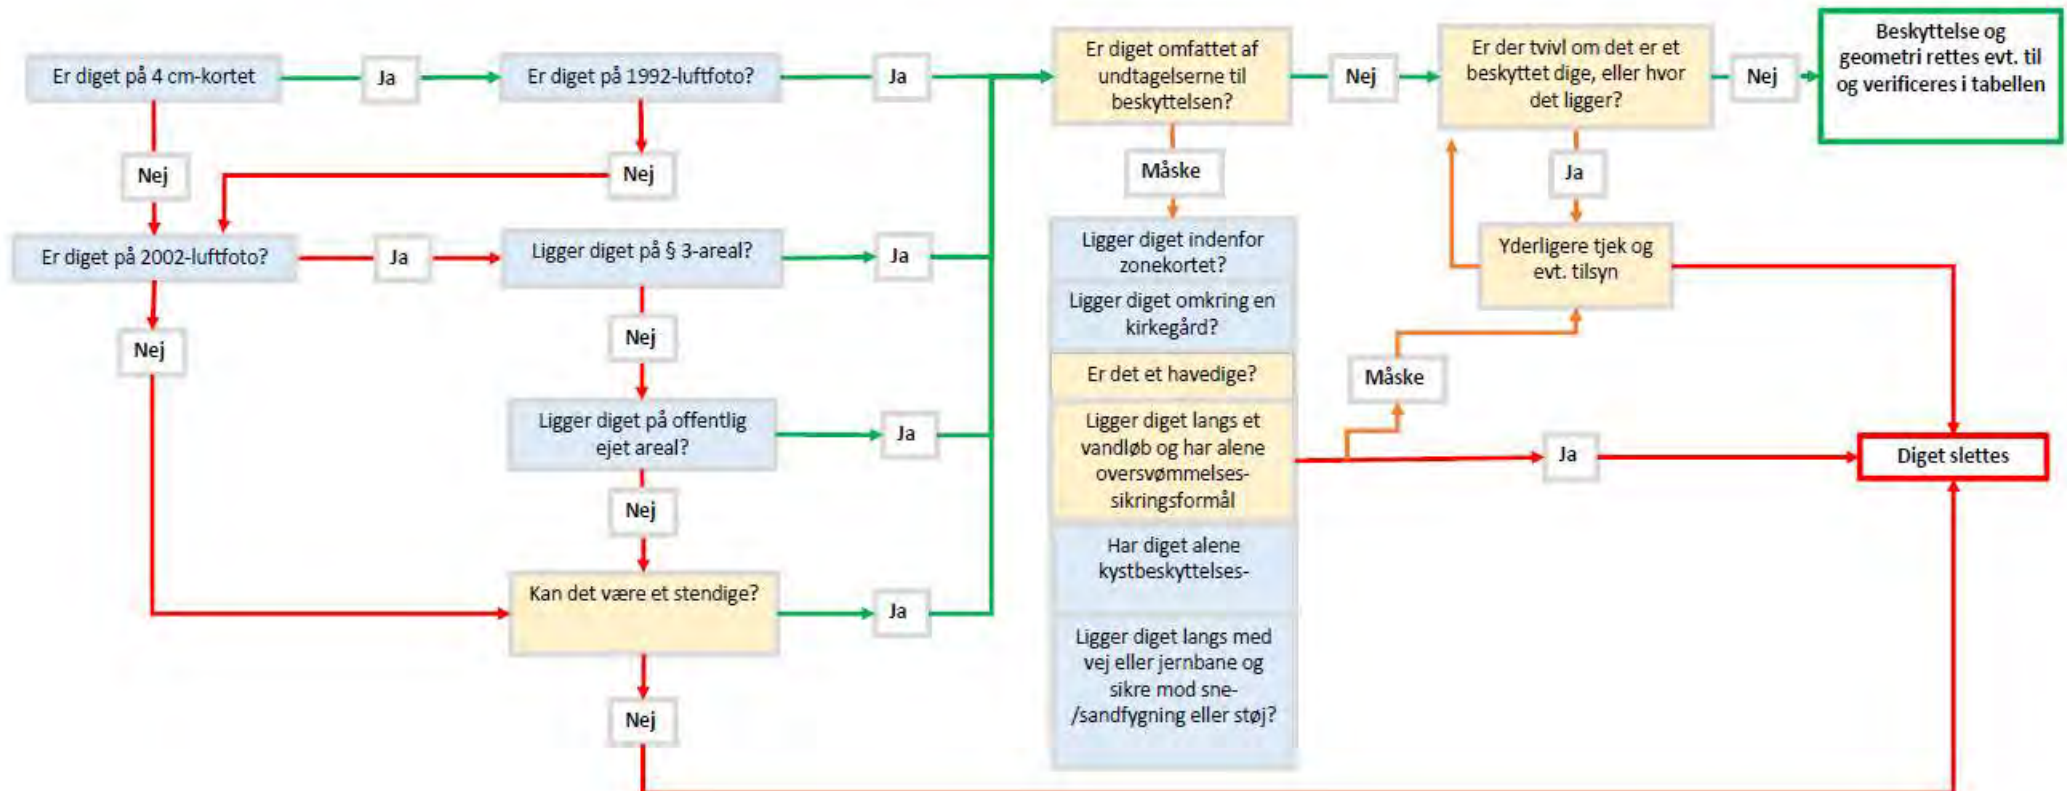 Er diget på 4 cm-kortet
Ja
Er diget på 1992-luftfoto?
Ja
Er diget omfattet af
undtagelserne til
beskyttelsen?
Nej
Er der tvivl om det er et
beskyttet dige, eller hvor
det ligger?
Nej
Beskyttelse og
geometri rettes evt. til
og verificeres i tabellen
Nej
Nej
Måske
Ja
Er diget på 2002-luftfoto?
Ja
Ligger diget på § 3-areal?
Ja
Ligger diget indenfor
zonekortet?
Yderligere tjek og
evt. tilsyn
Ligger diget omkring en
kirkegård?
Nej
Nej
Er det et havedige?
Måske
Ligger diget på offentlig
ejet areal?
Ja
Ligger diget langs et
vandløb og har alene
oversvømmelses-
sikringsformål
Ja
Diget slettes
Nej
Har diget alene
kystbeskyttelses-
Kan det være et stendige?
Ja
Ligger diget langs med
vej eller jernbane og
sikre mod sne-
/sandfygning eller støj?
Nej